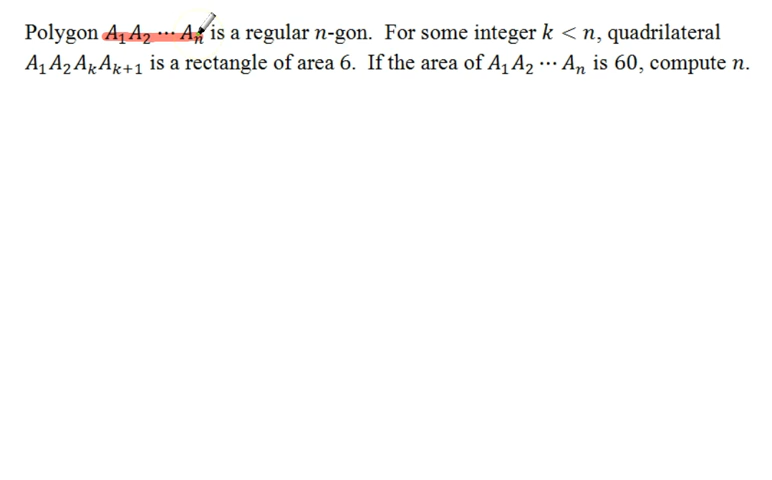 Polygon A₁A₂ ⋯ Aₙ is a regular n-gon. For some integer k < n, quadrilateral
A₁A₂AₖAₖ₊₁ is a rectangle of area 6. If the area of A₁A₂ ⋯ Aₙ is 60, compute n.